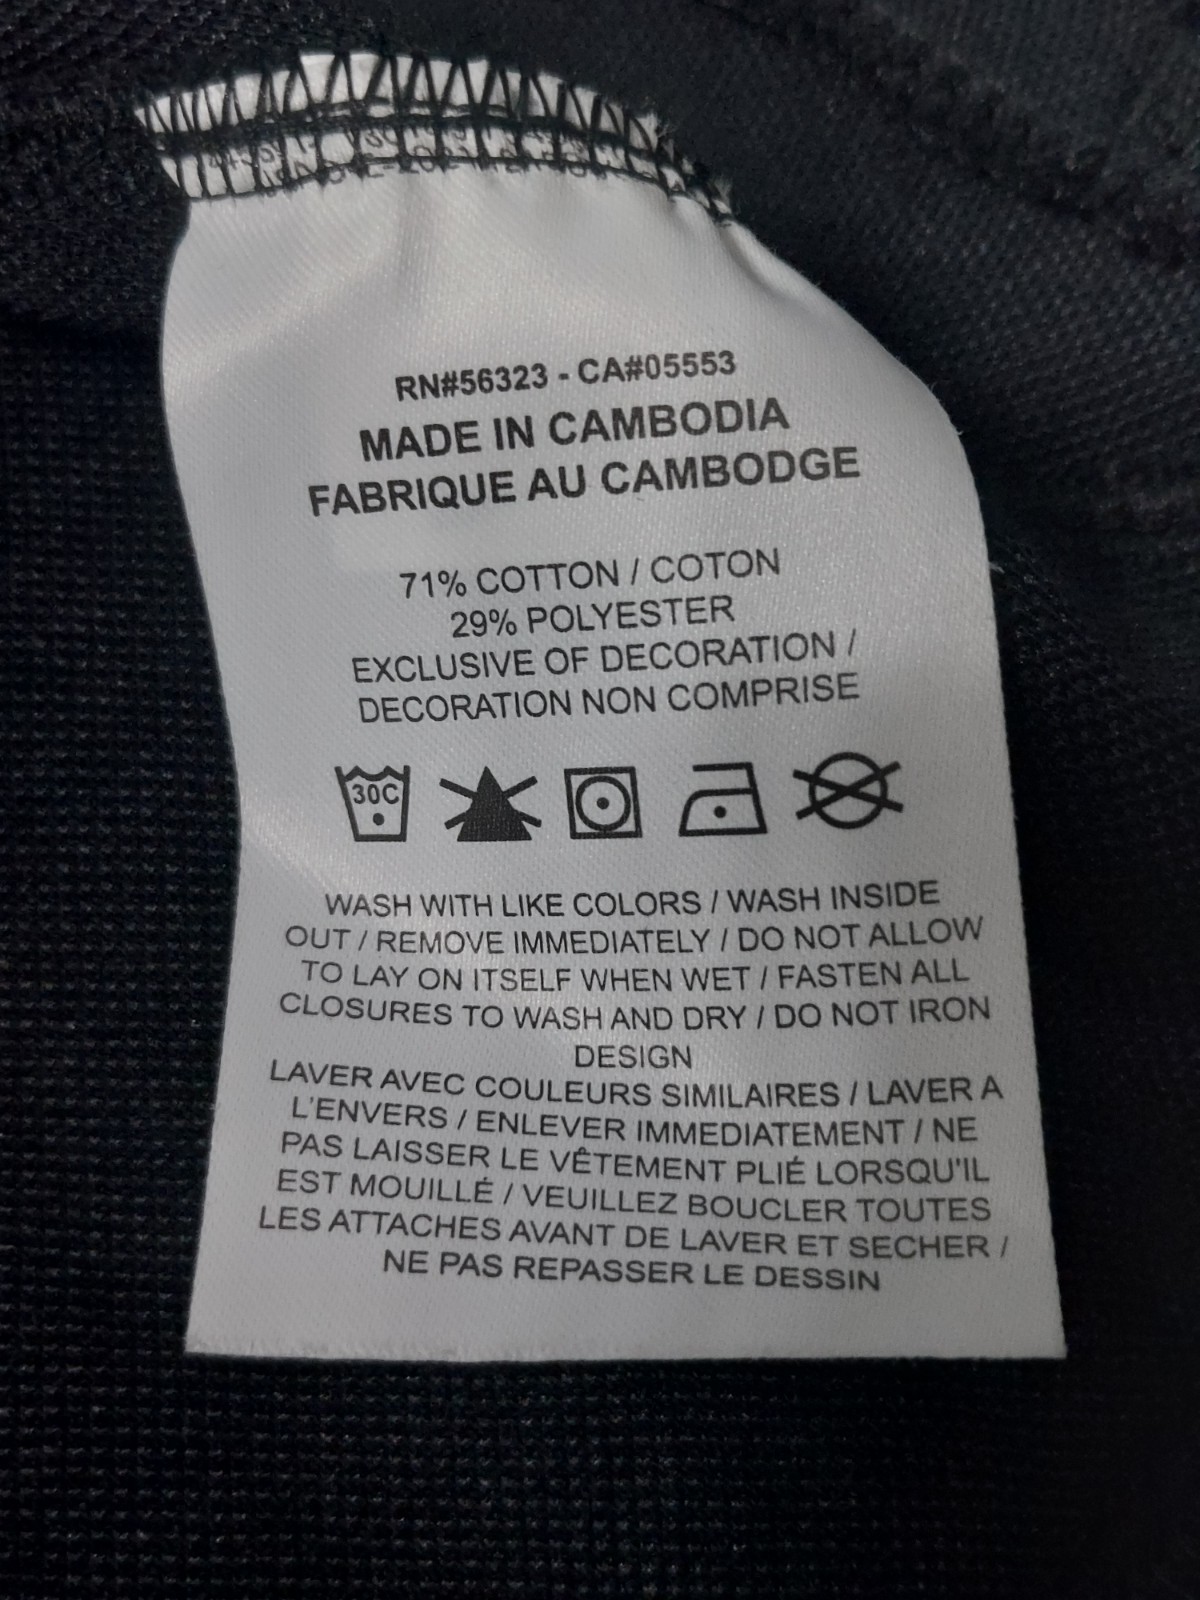 RN#56323 - CA#05553
MADE IN CAMBODIA
FABRIQUE AU CAMBODGE
71% COTTON / COTON
29% POLYESTER
EXCLUSIVE OF DECORATION /
DECORATION NON COMPRISE
30C
WASH WITH LIKE COLORS / WASH INSIDE
OUT / REMOVE IMMEDIATELY / DO NOT ALLOW
TO LAY ON ITSELF WHEN WET / FASTEN ALL
CLOSURES TO WASH AND DRY / DO NOT IRON
DESIGN
LAVER AVEC COULEURS SIMILAIRES / LAVER A
L'ENVERS / ENLEVER IMMEDIATEMENT / NE
PAS LAISSER LE VÊTEMENT PLIÉ LORSQU'IL
EST MOUILLÉ / VEUILLEZ BOUCLER TOUTES
LES ATTACHES AVANT DE LAVER ET SECHER /
NE PAS REPASSER LE DESSIN